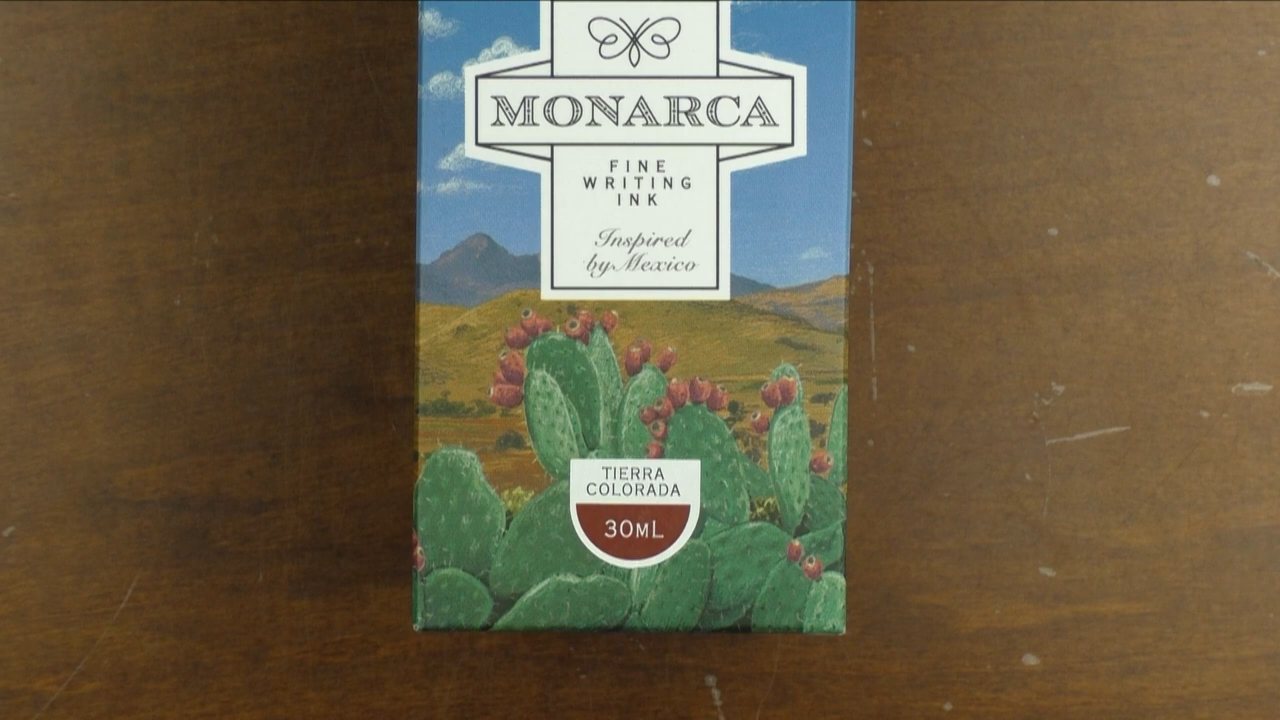 MONARCA
FINE
WRITING
INK
Inspired
by Mexico
TIERRA
COLORADA
30ML